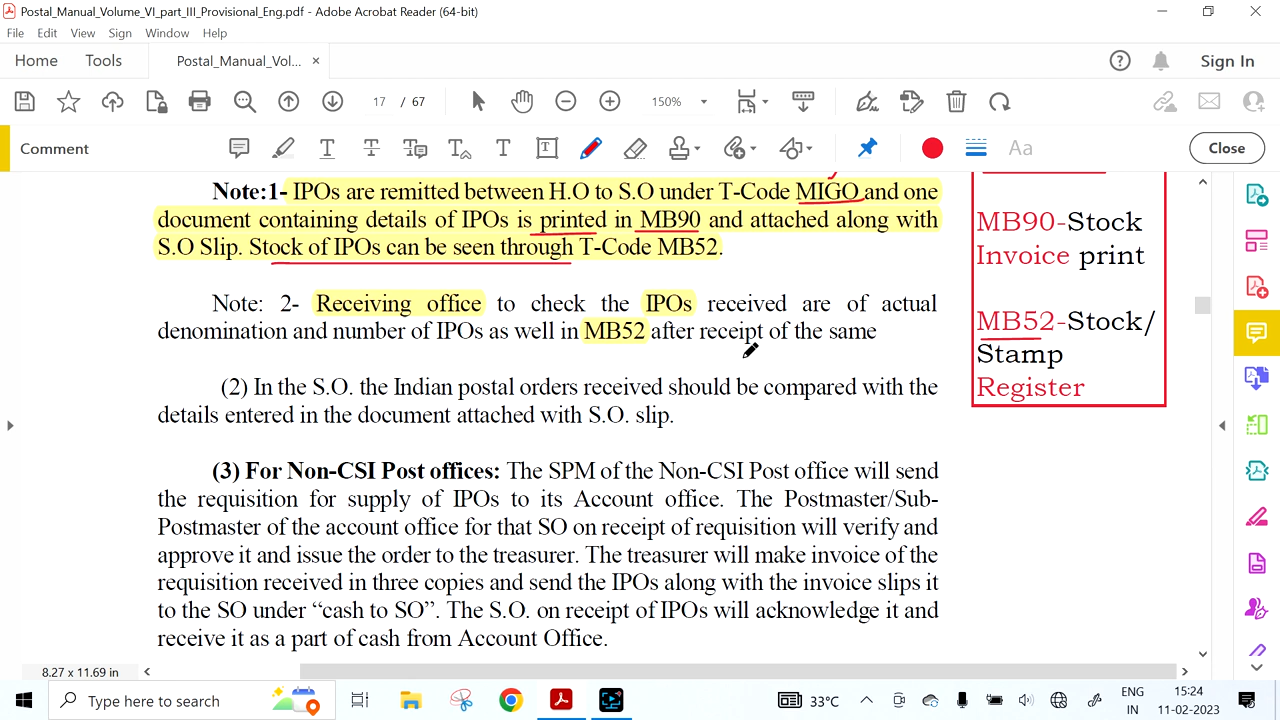 Postal_Manual_Volume_VI_part_III_Provisional_Eng.pdf - Adobe Acrobat Reader (64-bit)
File Edit View Sign Window Help
Home Tools Postal_Manual_Vol... × Sign In
17 / 67 150%
Comment Aa Close
Note:1- IPOs are remitted between H.O to S.O under T-Code MIGO and one
document containing details of IPOs is printed in MB90 and attached along with
S.O Slip. Stock of IPOs can be seen through T-Code MB52.
Note: 2- Receiving office to check the IPOs received are of actual
denomination and number of IPOs as well in MB52 after receipt of the same
(2) In the S.O. the Indian postal orders received should be compared with the
details entered in the document attached with S.O. slip.
(3) For Non-CSI Post offices: The SPM of the Non-CSI Post office will send
the requisition for supply of IPOs to its Account office. The Postmaster/Sub-
Postmaster of the account office for that SO on receipt of requisition will verify and
approve it and issue the order to the treasurer. The treasurer will make invoice of the
requisition received in three copies and send the IPOs along with the invoice slips it
to the SO under “cash to SO”. The S.O. on receipt of IPOs will acknowledge it and
receive it as a part of cash from Account Office.
MB90-Stock
Invoice print
MB52-Stock/
Stamp
Register
8.27 x 11.69 in
Type here to search
33°C
ENG
IN
15:24
11-02-2023